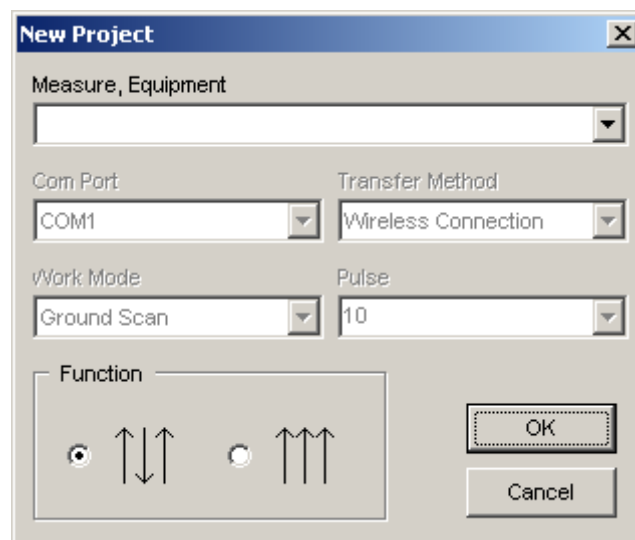 New Project
Measure, Equipment
Com Port Transfer Method
COM1 Wireless Connection
Work Mode Pulse
Ground Scan 10
Function
OK
Cancel